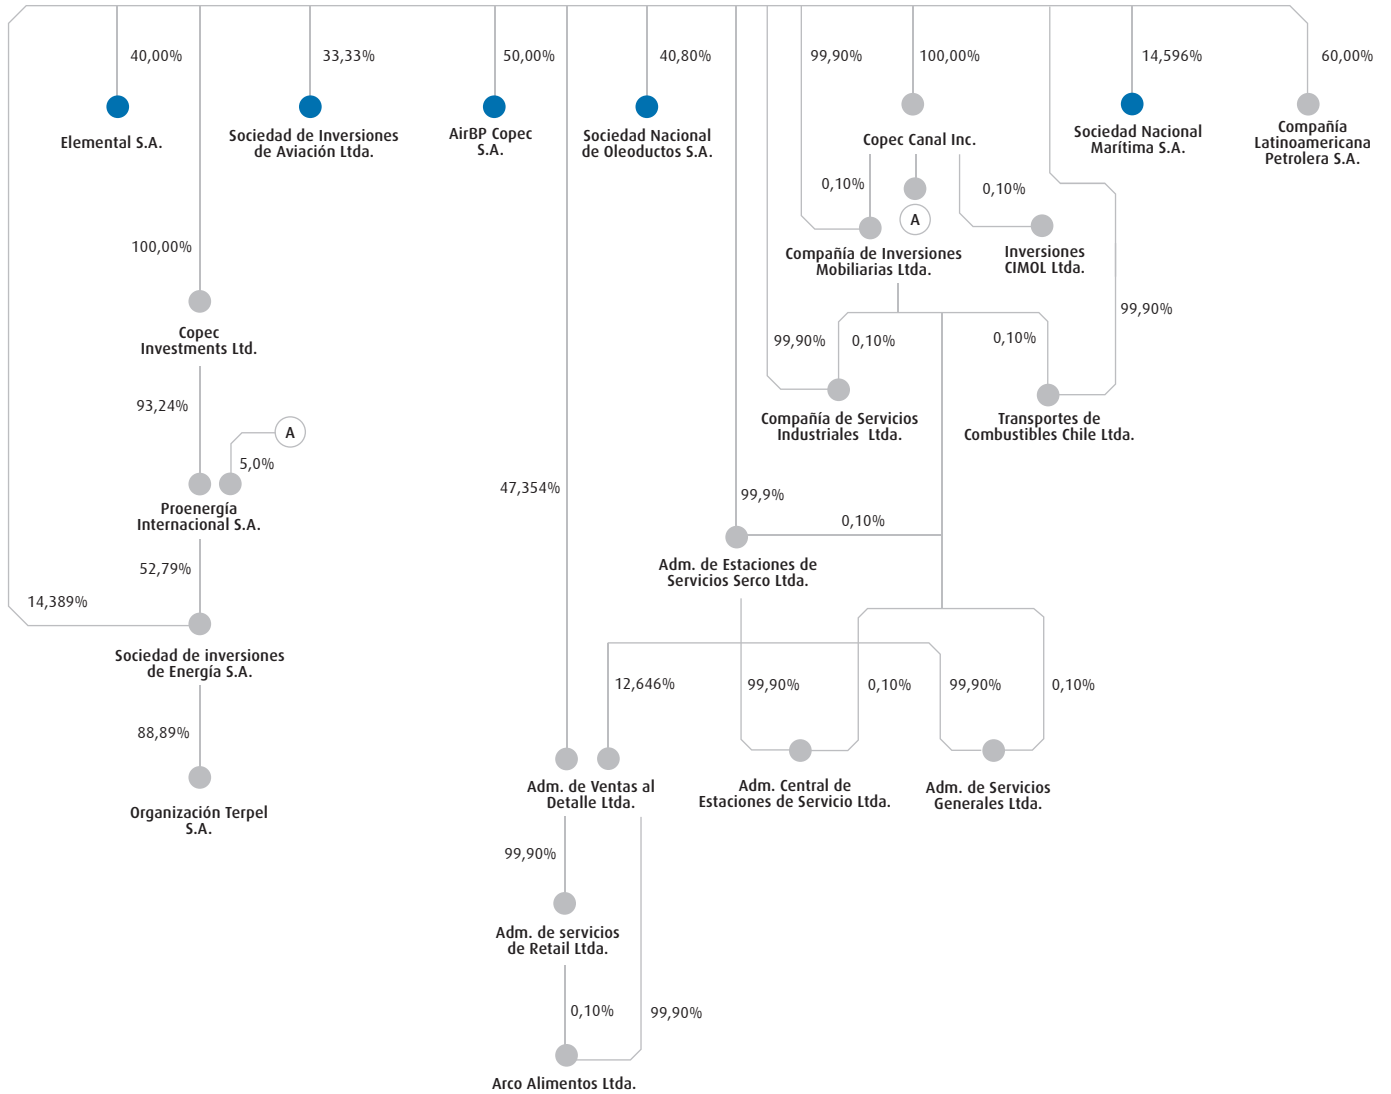 40,00%
33,33%
50,00%
40,80%
99,90%
100,00%
14,596%
60,00%
Elemental S.A.
Sociedad de Inversiones
de Aviación Ltda.
AirBP Copec
S.A.
Sociedad Nacional
de Oleoductos S.A.
Copec Canal Inc.
Sociedad Nacional
Marítima S.A.
Compañía
Latinoamericana
Petrolera S.A.
0,10%
A
0,10%
100,00%
Compañía de Inversiones
Mobiliarias Ltda.
Inversiones
CIMOL Ltda.
99,90%
Copec
Investments Ltd.
99,90%
0,10%
0,10%
93,24%
A
5,0%
Compañía de Servicios
Industriales Ltda.
Transportes de
Combustibles Chile Ltda.
47,354%
99,9%
0,10%
Proenergía
Internacional S.A.
52,79%
Adm. de Estaciones de
Servicios Serco Ltda.
14,389%
Sociedad de inversiones
de Energía S.A.
12,646%
99,90%
0,10%
99,90%
0,10%
88,89%
Organización Terpel
S.A.
Adm. de Ventas al
Detalle Ltda.
Adm. Central de
Estaciones de Servicio Ltda.
Adm. de Servicios
Generales Ltda.
99,90%
Adm. de servicios
de Retail Ltda.
0,10%
99,90%
Arco Alimentos Ltda.